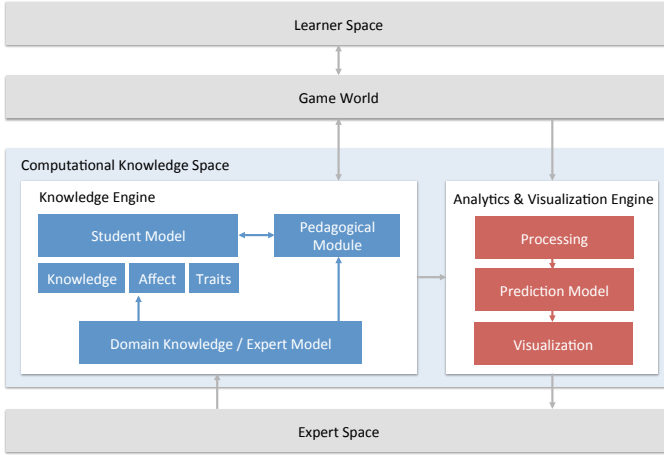 Learner Space
Game World
Computational Knowledge Space
Knowledge Engine
Student Model
Pedagogical
Module
Knowledge
Affect
Traits
Domain Knowledge / Expert Model
Analytics & Visualization Engine
Processing
Prediction Model
Visualization
Expert Space